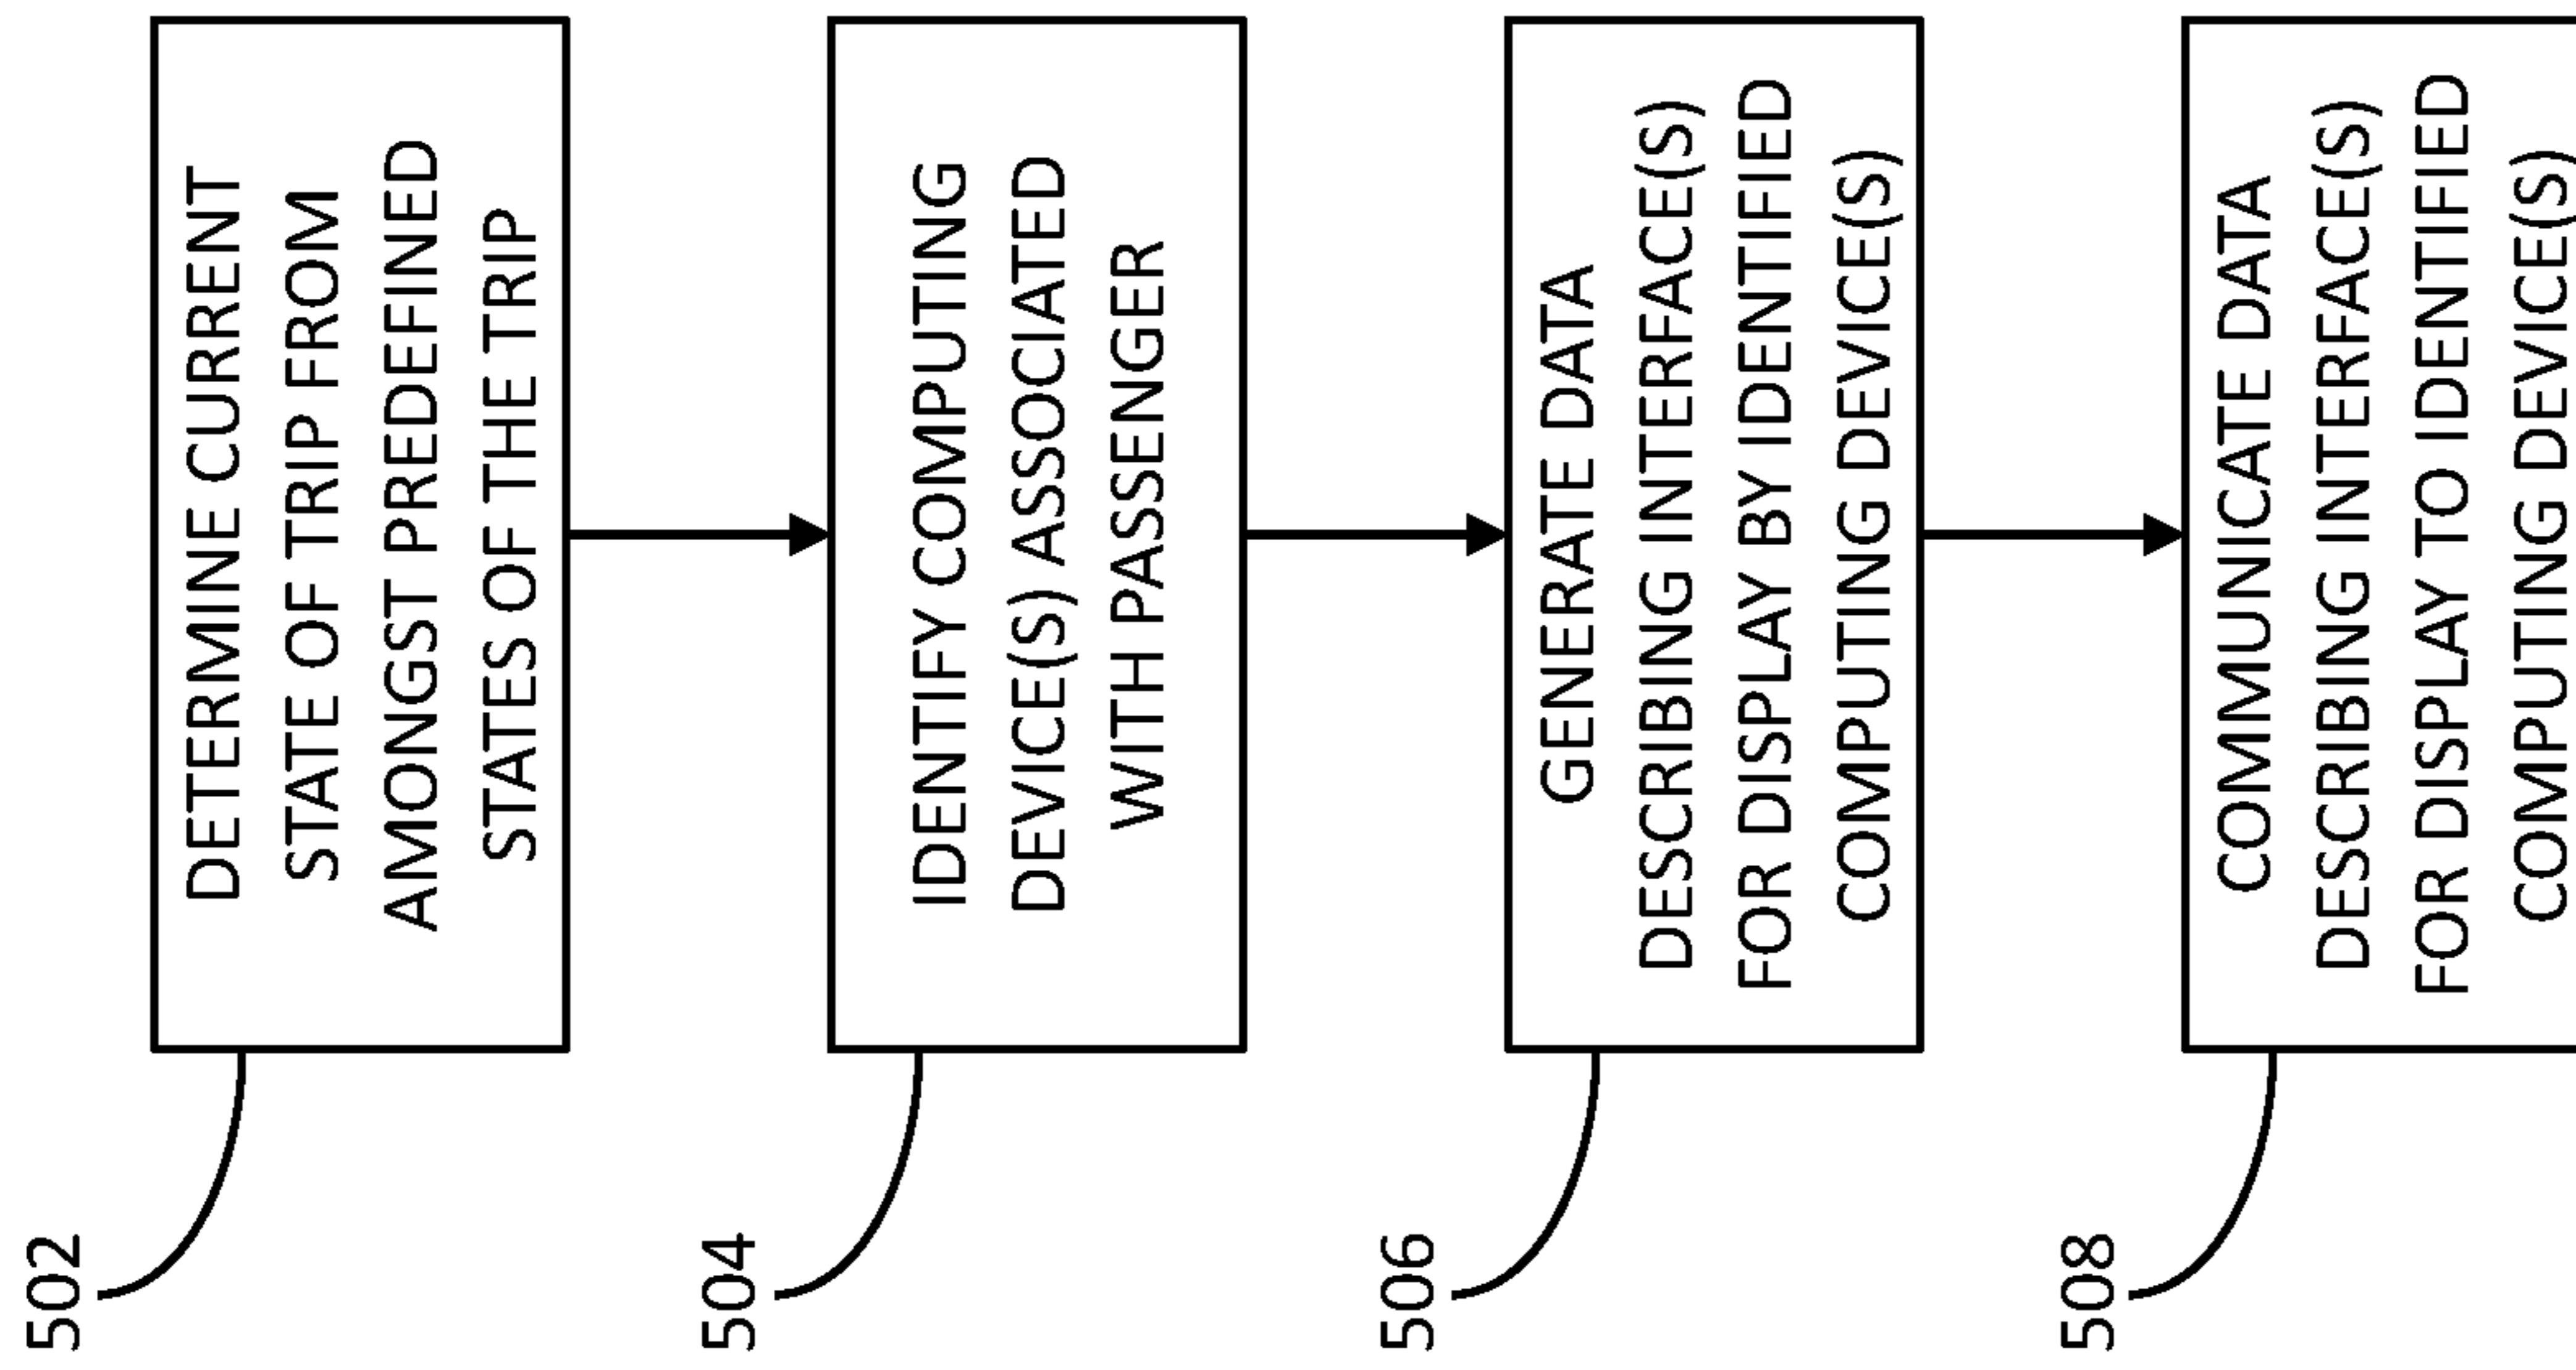 502
DETERMINE CURRENT
STATE OF TRIP FROM
AMONGST PREDEFINED
STATES OF THE TRIP
504
IDENTIFY COMPUTING
DEVICE(S) ASSOCIATED
WITH PASSENGER
506
GENERATE DATA
DESCRIBING INTERFACE(S)
FOR DISPLAY BY IDENTIFIED
COMPUTING DEVICE(S)
508
COMMUNICATE DATA
DESCRIBING INTERFACE(S)
FOR DISPLAY TO IDENTIFIED
COMPUTING DEVICE(S)